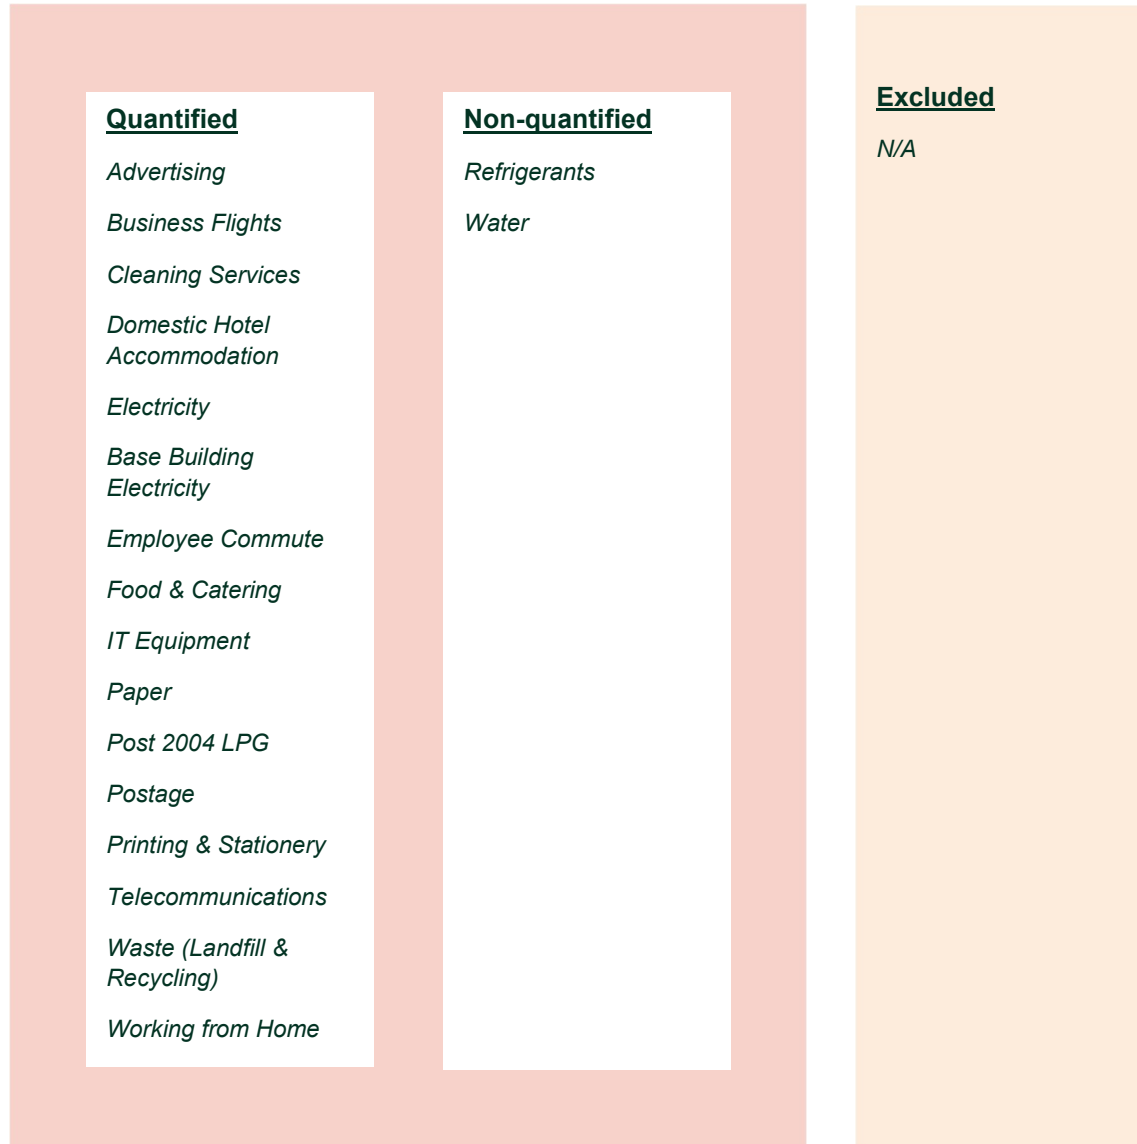 Quantified
Advertising
Business Flights
Cleaning Services
Domestic Hotel
Accommodation
Electricity
Base Building
Electricity
Employee Commute
Food & Catering
IT Equipment
Paper
Post 2004 LPG
Postage
Printing & Stationery
Telecommunications
Waste (Landfill &
Recycling)
Working from Home
Non-quantified
Refrigerants
Water
Excluded
N/A